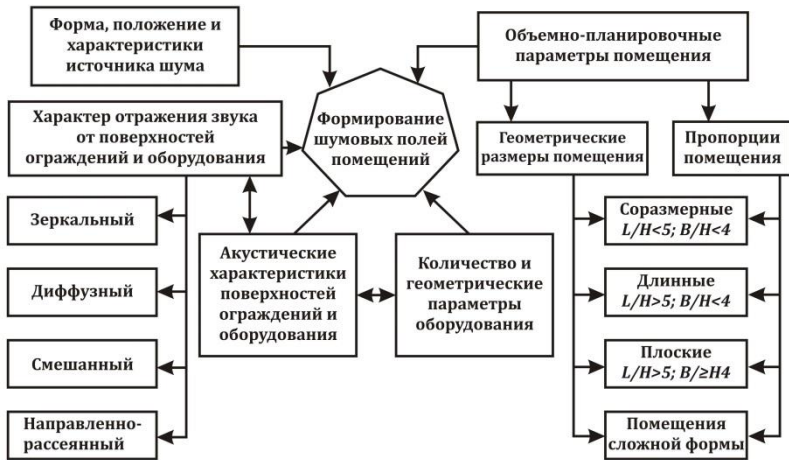 Форма, положение и
характеристики
источника шума
Объемно-планировочные
параметры помещения
Формирование
шумовых полей
помещений
Характер отражения звука
от поверхностей
ограждений и оборудования
Геометрические
размеры помещения
Пропорции
помещения
Зеркальный
Диффузный
Смешанный
Направленно-
рассеянный
Акустические
характеристики
поверхностей
ограждений и
оборудования
Количество и
геометрические
параметры
оборудования
Соразмерные
L/H<5; B/H<4
Длинные
L/H>5; B/H<4
Плоские
L/H>5; B/≥H4
Помещения
сложной формы